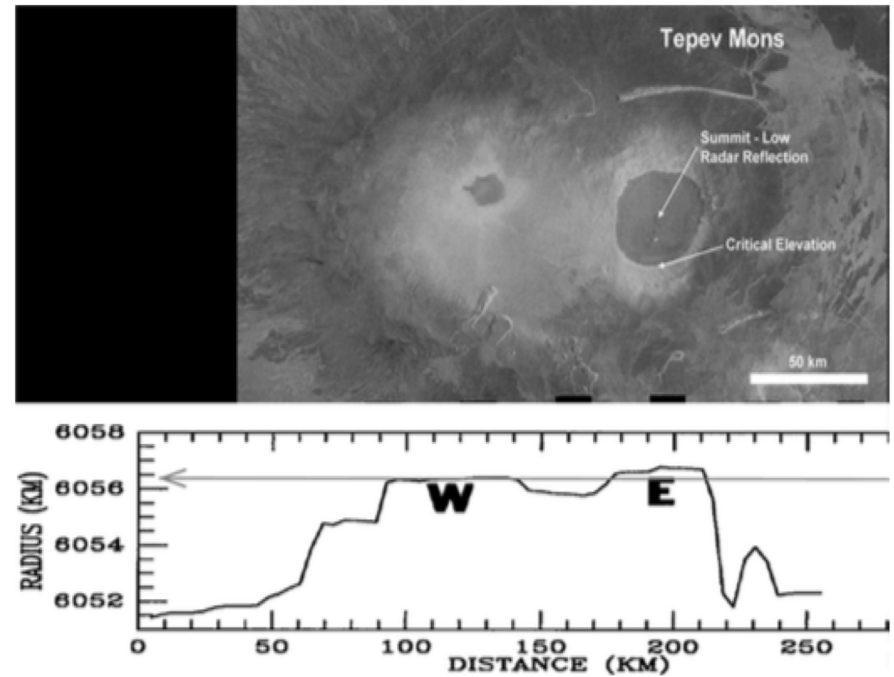 Tepev Mons
Summit - Low
Radar Reflection
Critical Elevation
50 km
6058
6056
6054
6052
RADIUS (KM)
W
E
0
50
100
150
200
250
DISTANCE (KM)